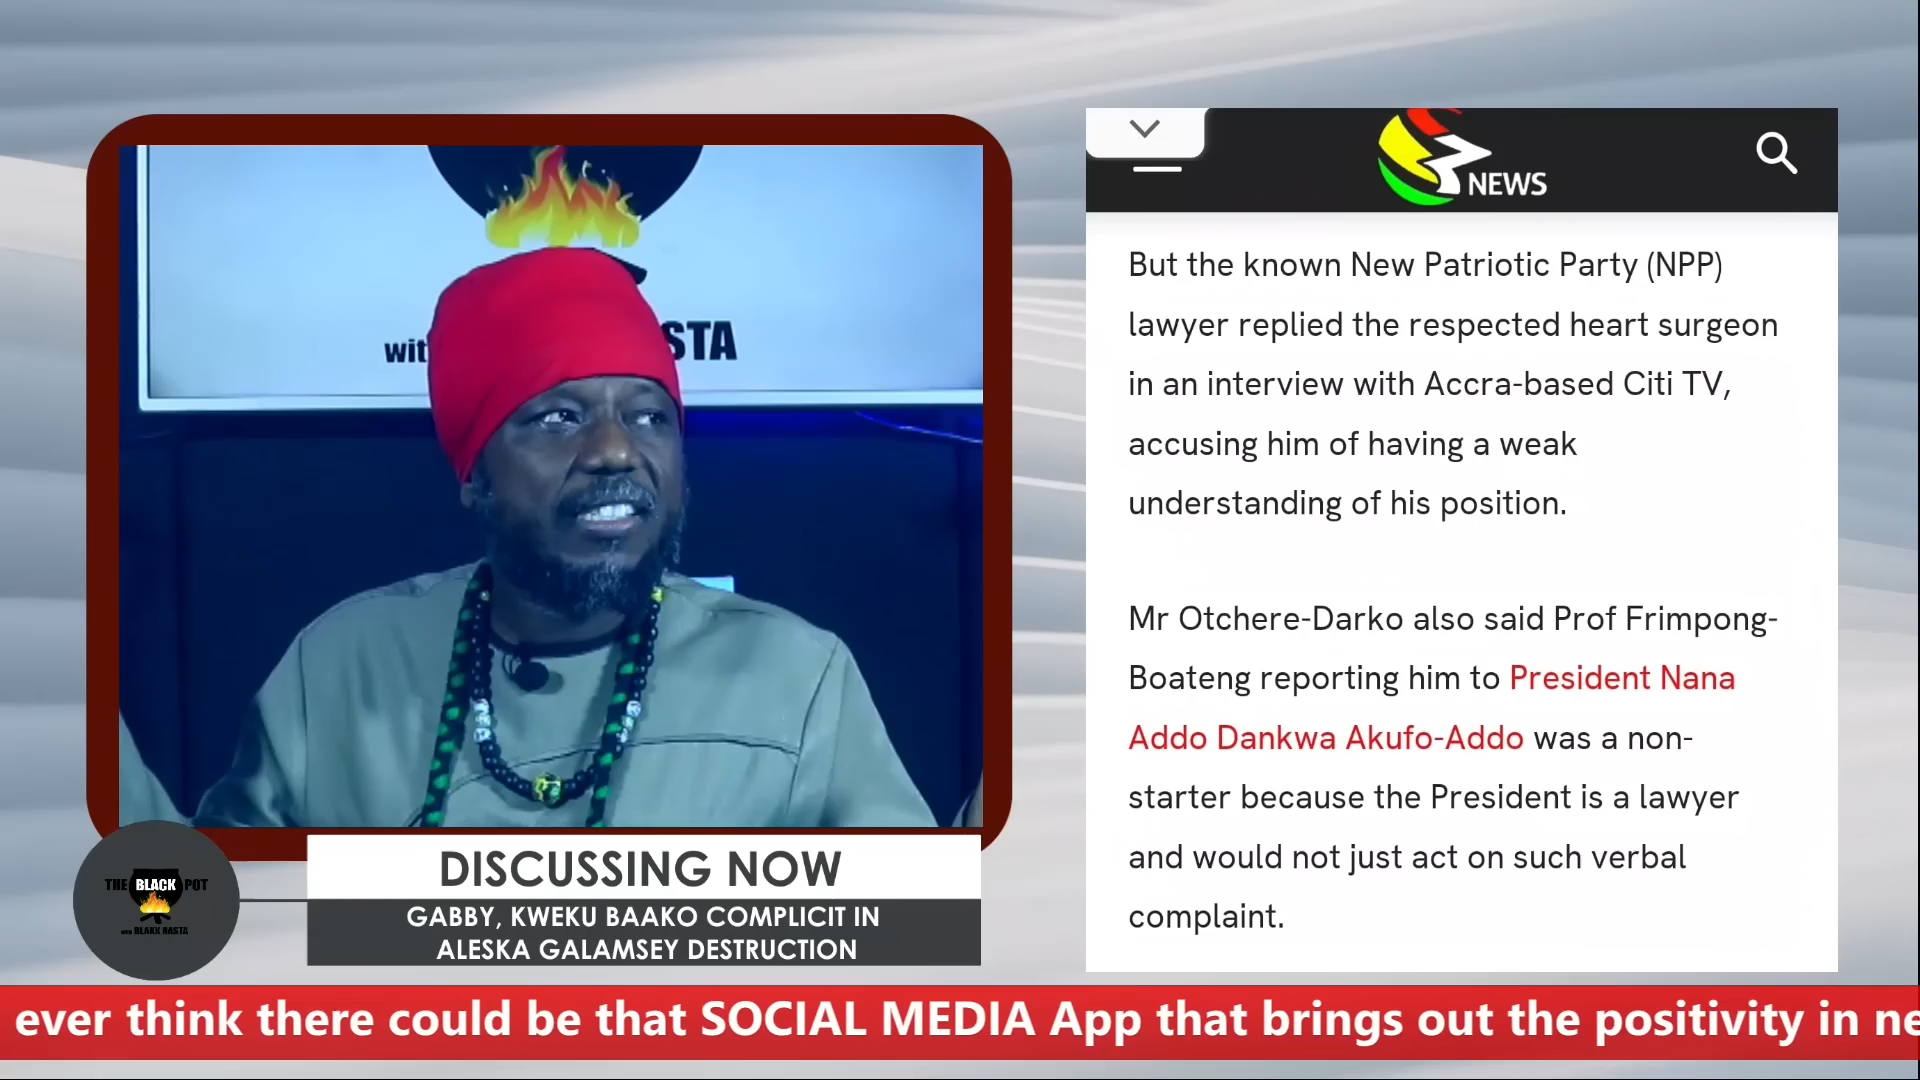 wit STA
THE BLACK POT
with BLAKK RASTA
DISCUSSING NOW
GABBY, KWEKU BAAKO COMPLICIT IN
ALESKA GALAMSEY DESTRUCTION
3 NEWS
But the known New Patriotic Party (NPP)
lawyer replied the respected heart surgeon
in an interview with Accra-based Citi TV,
accusing him of having a weak
understanding of his position.
Mr Otchere-Darko also said Prof Frimpong-
Boateng reporting him to President Nana
Addo Dankwa Akufo-Addo was a non-
starter because the President is a lawyer
and would not just act on such verbal
complaint.
ever think there could be that SOCIAL MEDIA App that brings out the positivity in ne